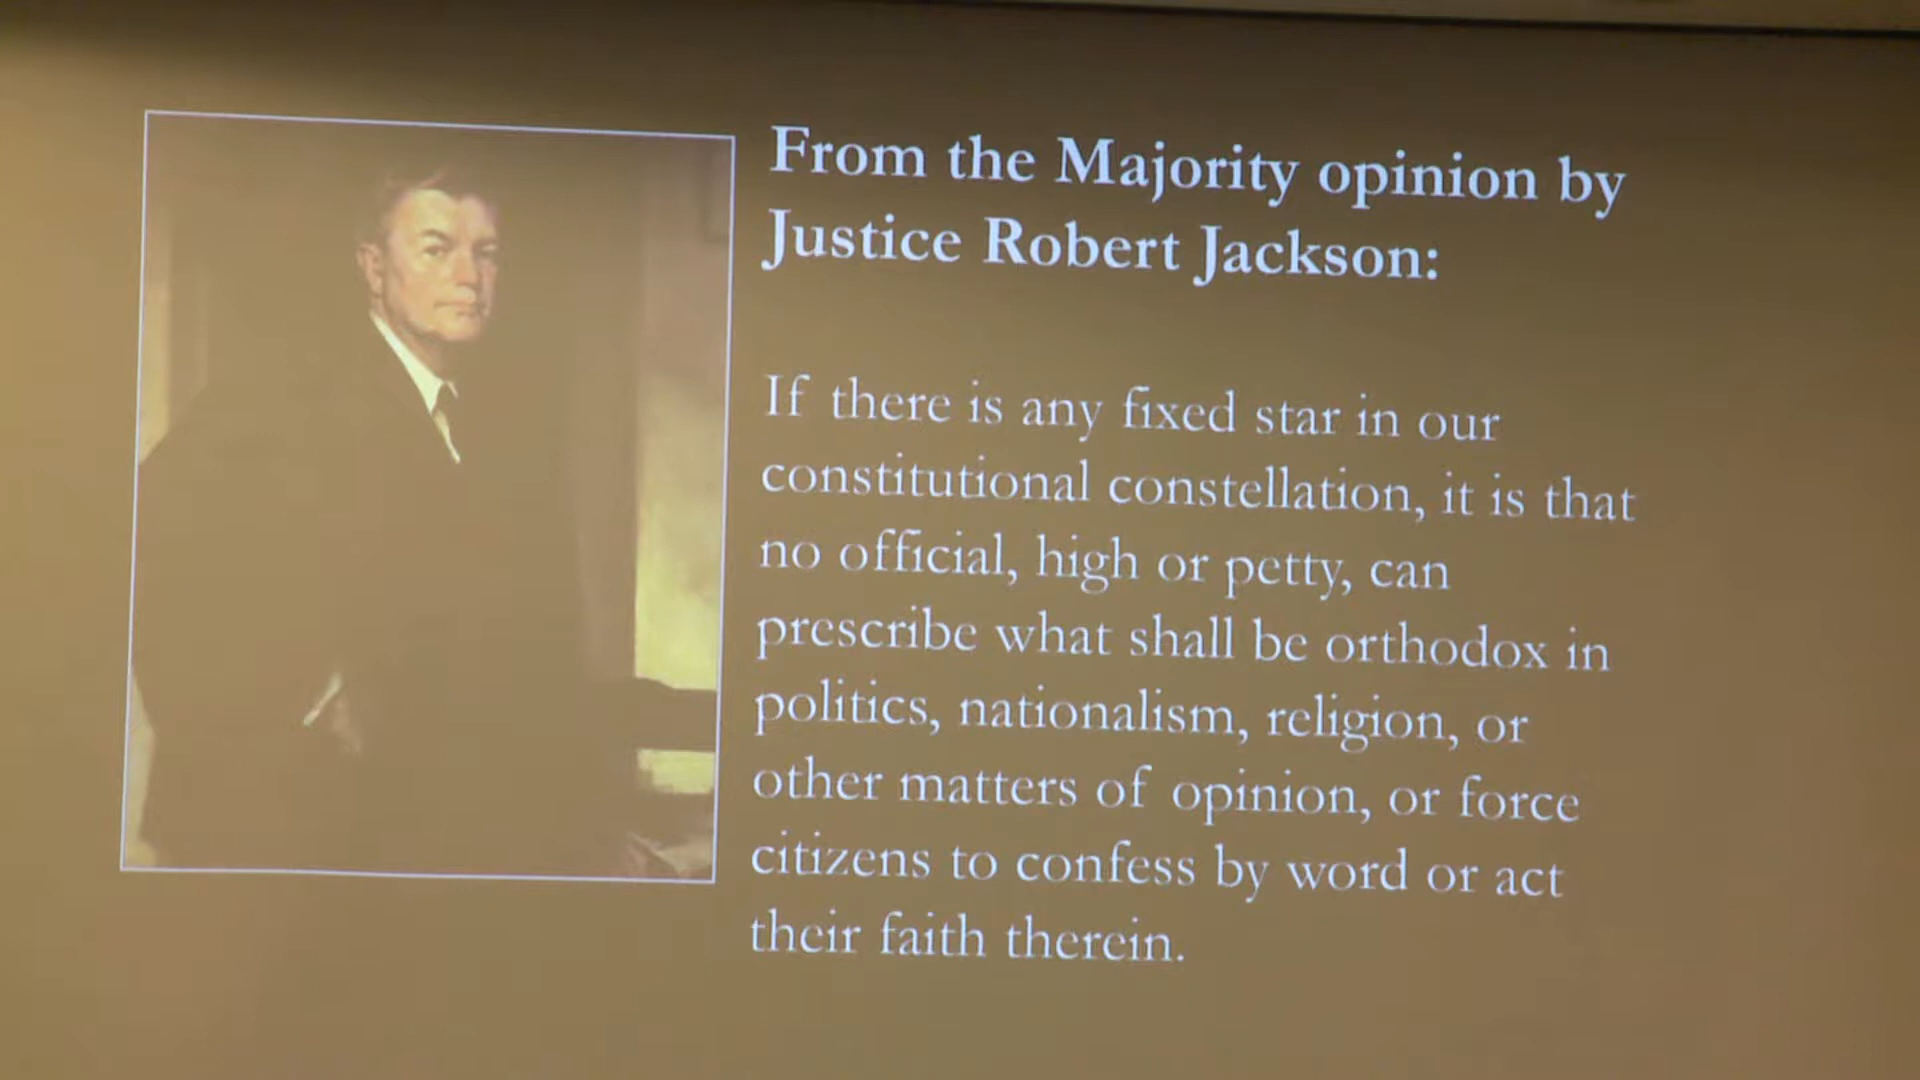 From the Majority opinion by
Justice Robert Jackson:
If there is any fixed star in our
constitutional constellation, it is that
no official, high or petty, can
prescribe what shall be orthodox in
politics, nationalism, religion, or
other matters of opinion, or force
citizens to confess by word or act
their faith therein.